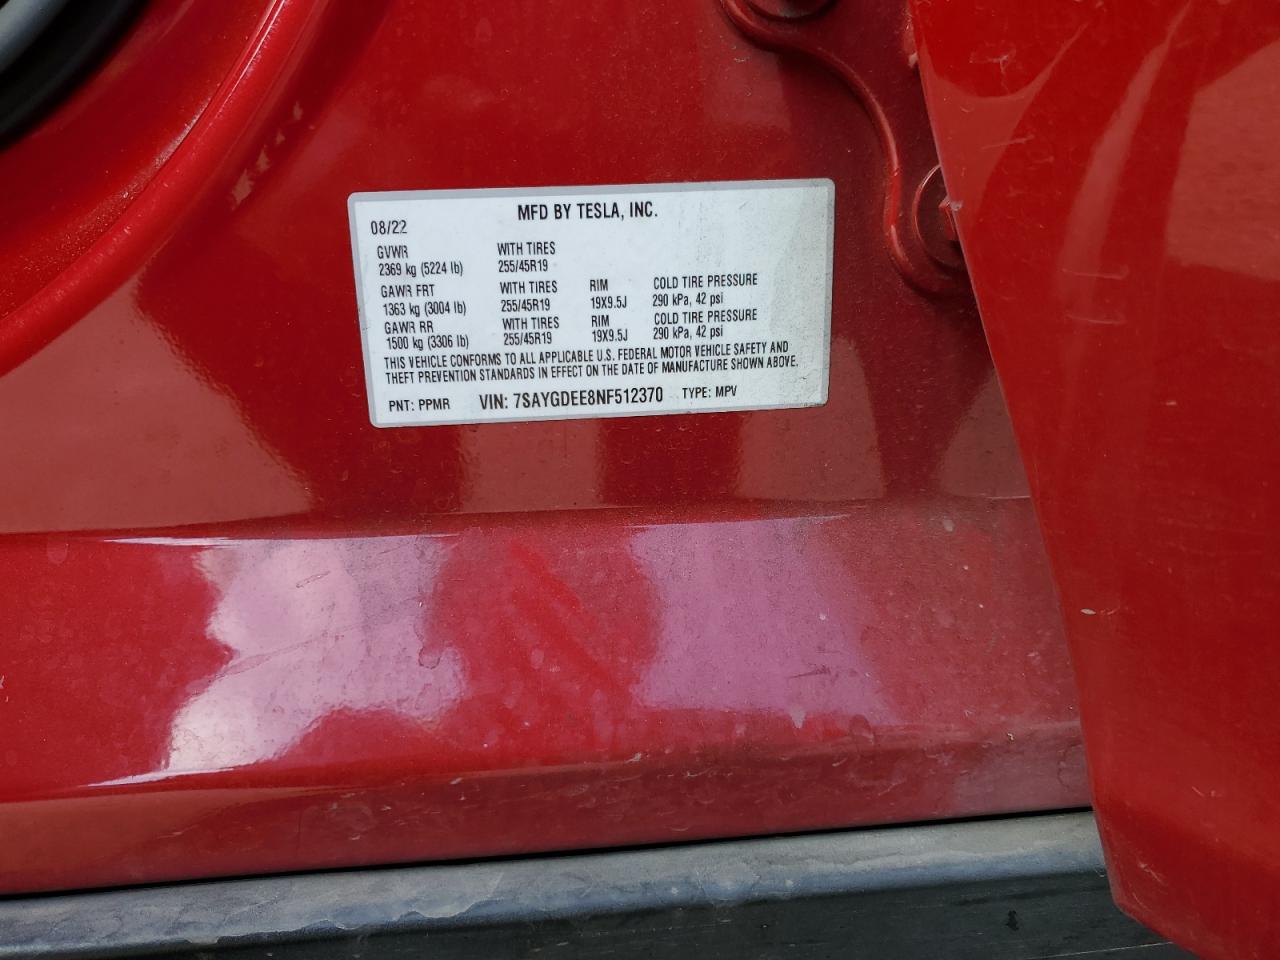 MFD BY TESLA, INC.
08/22
GVWR WITH TIRES
2369 kg (5224 lb) 255/45R19
GAWR FRT WITH TIRES RIM COLD TIRE PRESSURE
1363 kg (3004 lb) 255/45R19 19X9.5J 290 kPa, 42 psi
GAWR RR WITH TIRES RIM COLD TIRE PRESSURE
1500 kg (3306 lb) 255/45R19 19X9.5J 290 kPa, 42 psi
THIS VEHICLE CONFORMS TO ALL APPLICABLE U.S. FEDERAL MOTOR VEHICLE SAFETY AND
THEFT PREVENTION STANDARDS IN EFFECT ON THE DATE OF MANUFACTURE SHOWN ABOVE.
PNT: PPMR VIN: 7SAYGDEE8NF512370 TYPE: MPV